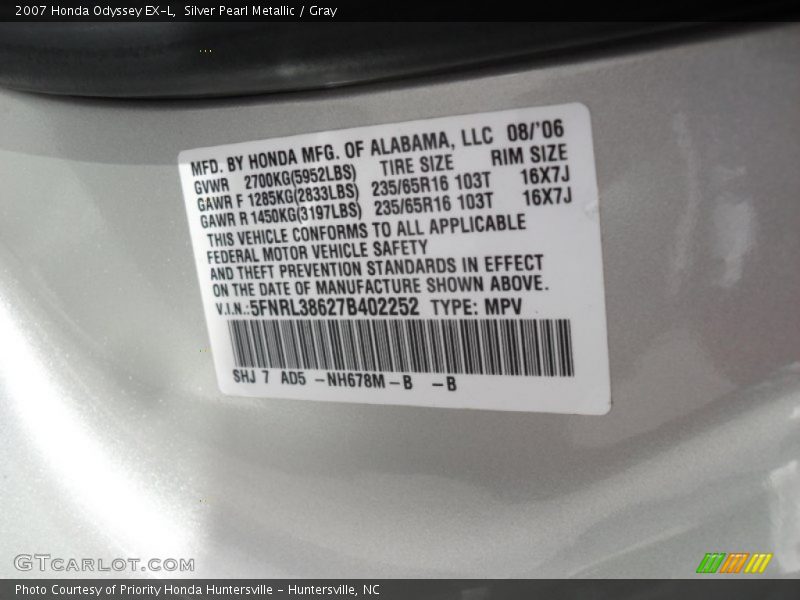 2007 Honda Odyssey EX-L,  Silver Pearl Metallic / Gray
MFD. BY HONDA MFG. OF ALABAMA, LLC 08/'06
GVWR 2700KG(5952LBS) TIRE SIZE RIM SIZE
GAWR F 1285KG(2833LBS) 235/65R16 103T 16X7J
GAWR R 1450KG(3197LBS) 235/65R16 103T 16X7J
THIS VEHICLE CONFORMS TO ALL APPLICABLE
FEDERAL MOTOR VEHICLE SAFETY
AND THEFT PREVENTION STANDARDS IN EFFECT
ON THE DATE OF MANUFACTURE SHOWN ABOVE.
V.I.N.:5FNRL38627B402252 TYPE: MPV
SHJ 7 AD5 -NH678M-B -B
GTcarlot.com
Photo Courtesy of Priority Honda Huntersville - Huntersville, NC